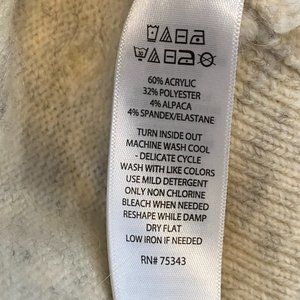 60% ACRYLIC
32% POLYESTER
4% ALPACA
4% SPANDEX/ELASTANE
TURN INSIDE OUT
MACHINE WASH COOL
- DELICATE CYCLE
WASH WITH LIKE COLORS
USE MILD DETERGENT
ONLY NON CHLORINE
BLEACH WHEN NEEDED
RESHAPE WHILE DAMP
DRY FLAT
LOW IRON IF NEEDED
RN# 75343